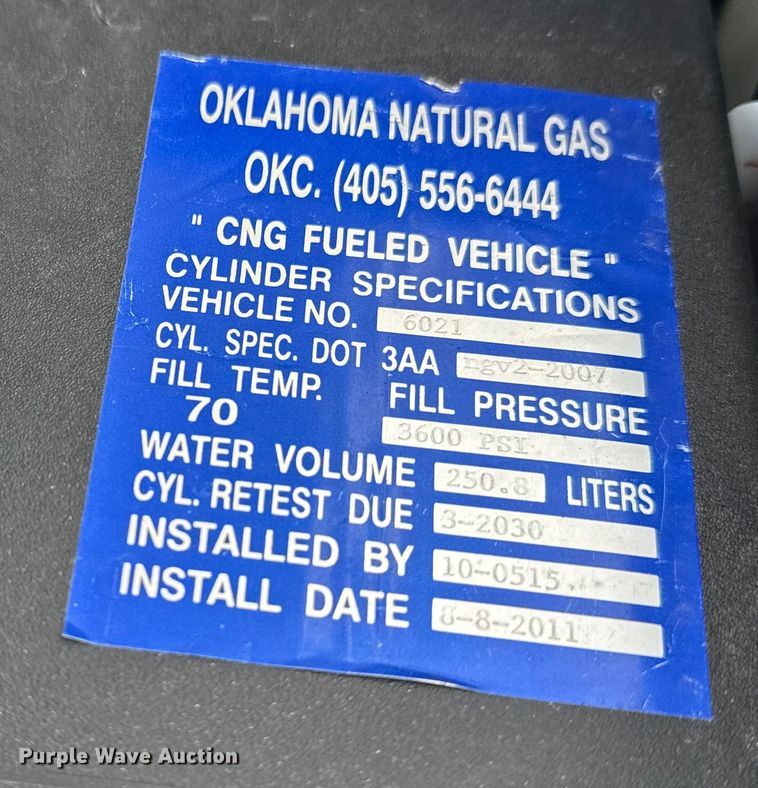 OKLAHOMA NATURAL GAS
OKC. (405) 556-6444
" CNG FUELED VEHICLE "
CYLINDER SPECIFICATIONS
VEHICLE NO. 6021
CYL. SPEC. DOT 3AA ngv2-2007
FILL TEMP. FILL PRESSURE
70 3600 PSI
WATER VOLUME 250.8 LITERS
CYL. RETEST DUE 3-2030
INSTALLED BY 10-0515
INSTALL DATE 8-8-2011
Purple Wave Auction